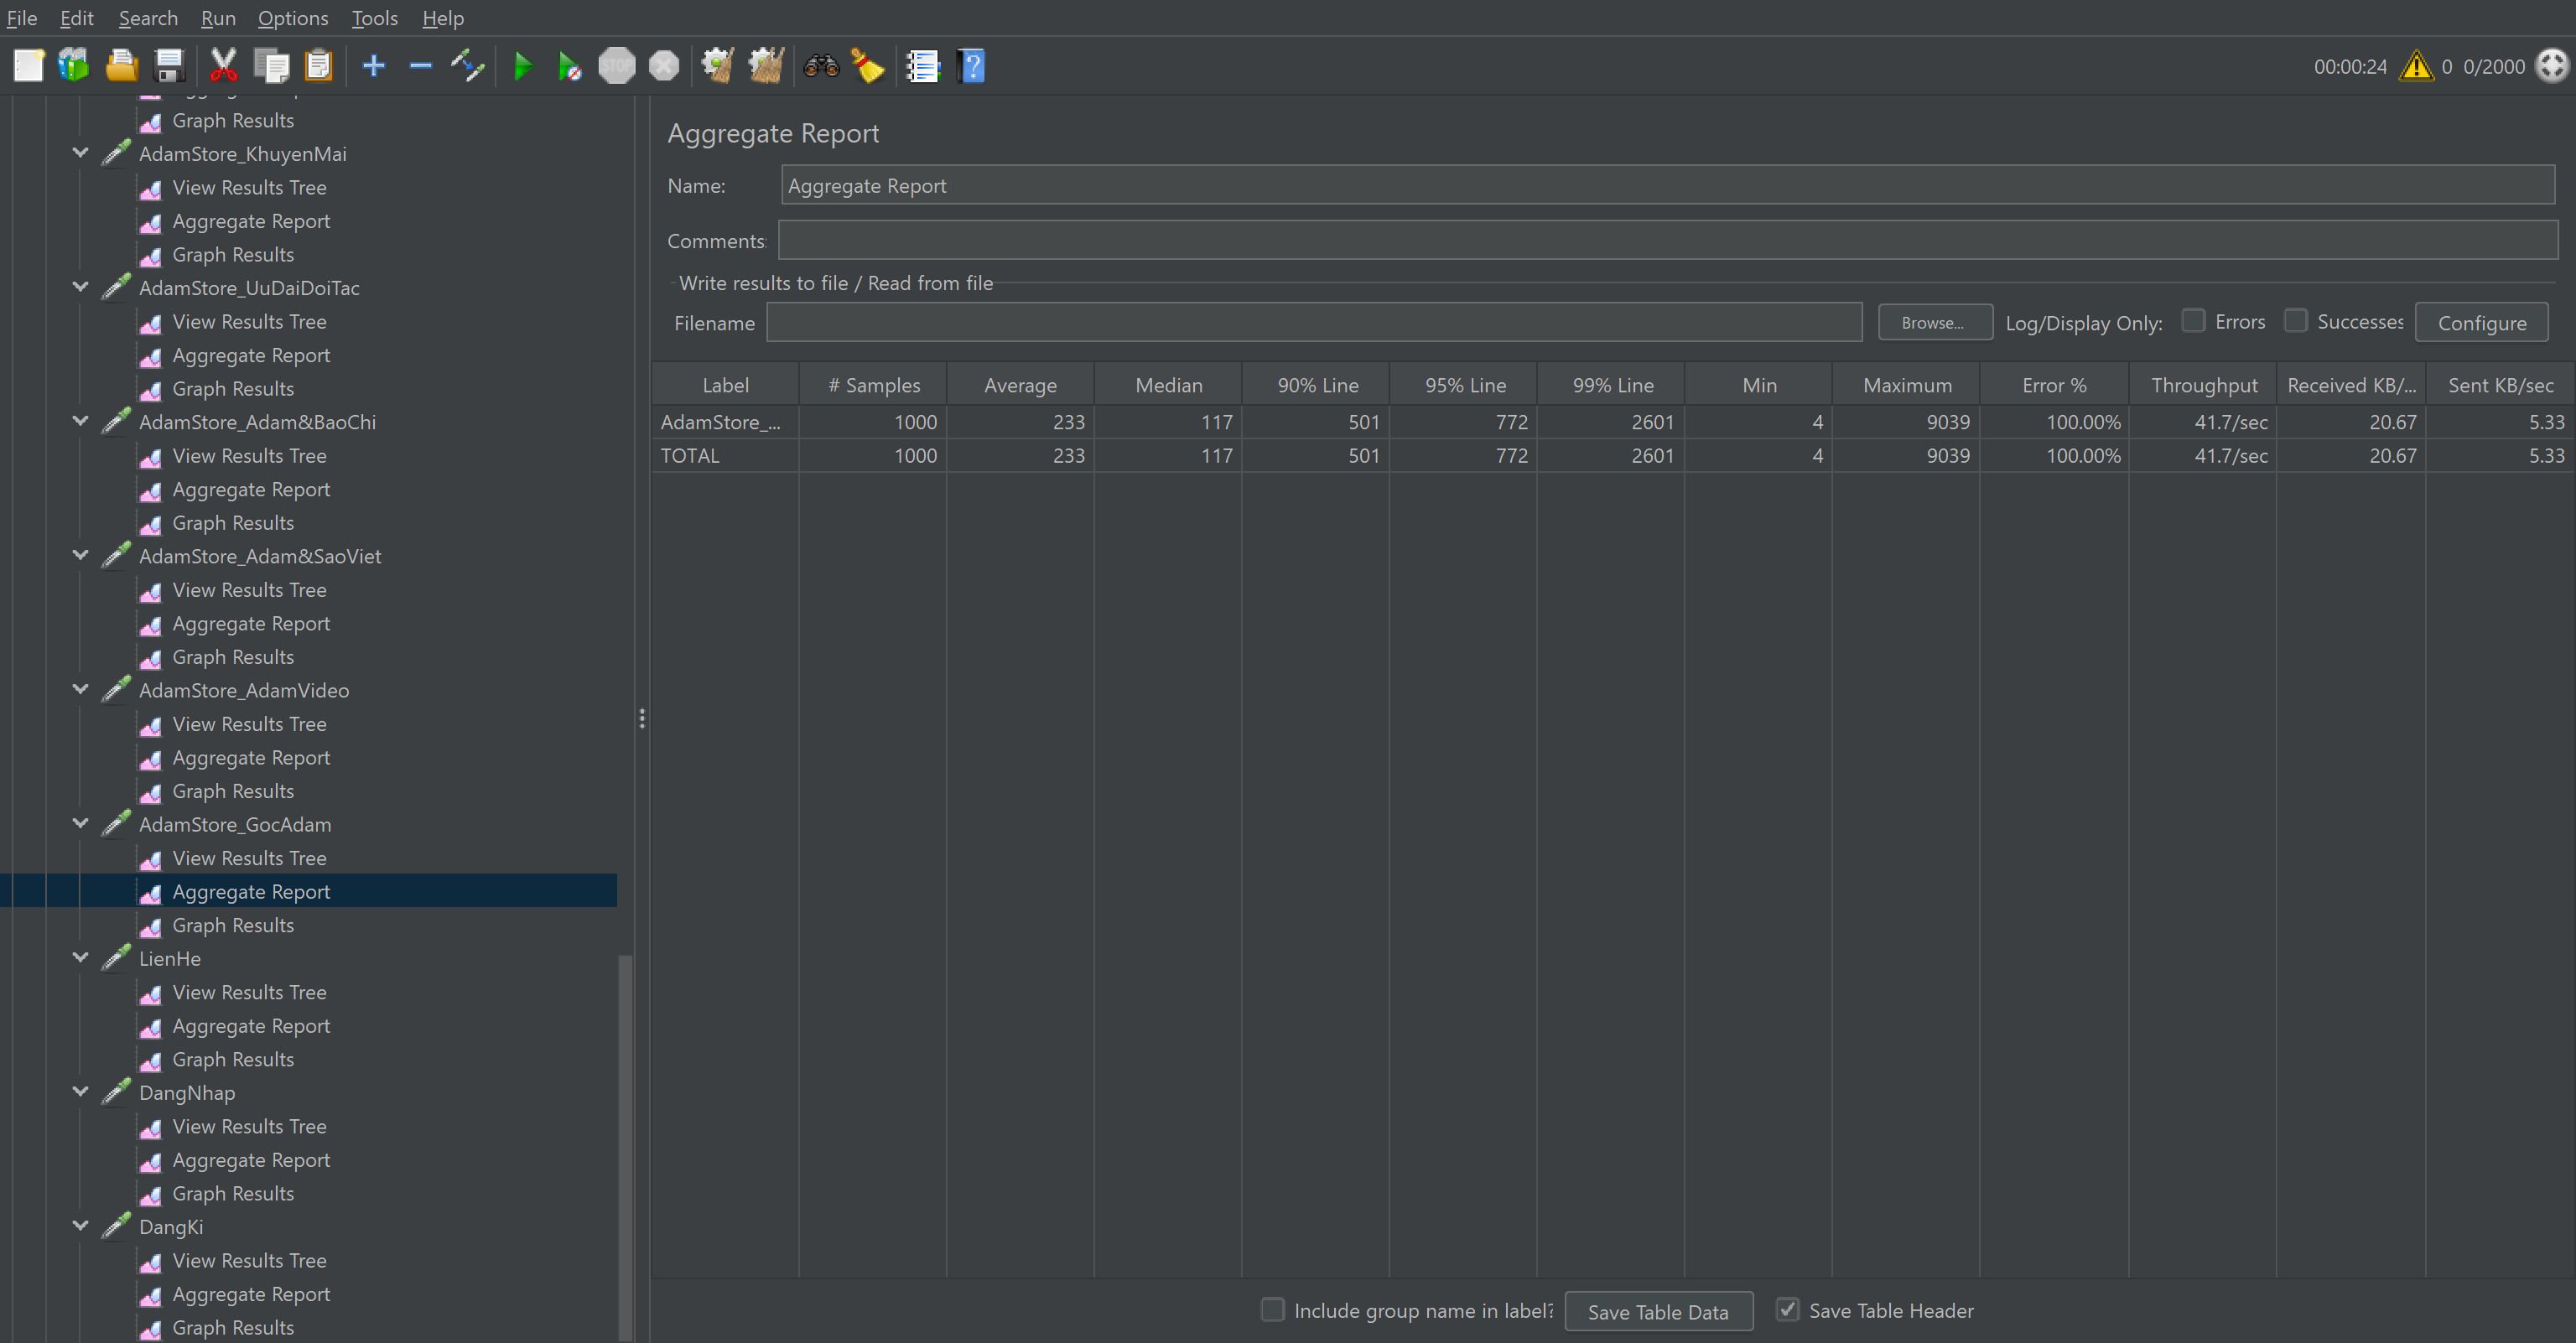 File Edit Search Run Options Tools Help
00:00:24 0 0/2000
Graph Results
AdamStore_KhuyenMai
View Results Tree
Aggregate Report
Graph Results
AdamStore_UuDaiDoiTac
View Results Tree
Aggregate Report
Graph Results
AdamStore_Adam&BaoChi
View Results Tree
Aggregate Report
Graph Results
AdamStore_Adam&SaoViet
View Results Tree
Aggregate Report
Graph Results
AdamStore_AdamVideo
View Results Tree
Aggregate Report
Graph Results
AdamStore_GocAdam
View Results Tree
Aggregate Report
Graph Results
LienHe
View Results Tree
Aggregate Report
Graph Results
DangNhap
View Results Tree
Aggregate Report
Graph Results
DangKi
View Results Tree
Aggregate Report
Graph Results
Aggregate Report
Name: Aggregate Report
Comments:
Write results to file / Read from file
Filename Browse... Log/Display Only: Errors Successes Configure
Label # Samples Average Median 90% Line 95% Line 99% Line Min Maximum Error % Throughput Received KB/... Sent KB/sec
AdamStore_... 1000 233 117 501 772 2601 4 9039 100.00% 41.7/sec 20.67 5.33
TOTAL 1000 233 117 501 772 2601 4 9039 100.00% 41.7/sec 20.67 5.33
Include group name in label? Save Table Data Save Table Header